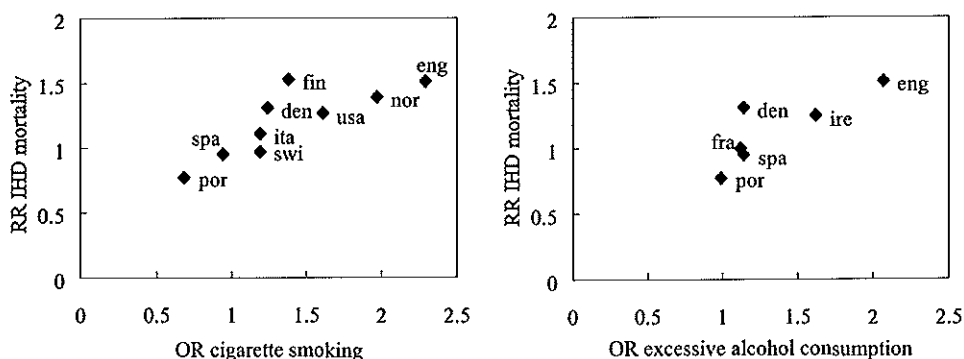 2
1.5
1
0.5
0
RR IHD mortality
eng
fin
nor
den
usa
ita
spa
swi
por
0 0.5 1 1.5 2 2.5
OR cigarette smoking
2
1.5
1
0.5
0
RR IHD mortality
eng
den
ire
fra
spa
por
0 0.5 1 1.5 2 2.5
OR excessive alcohol consumption